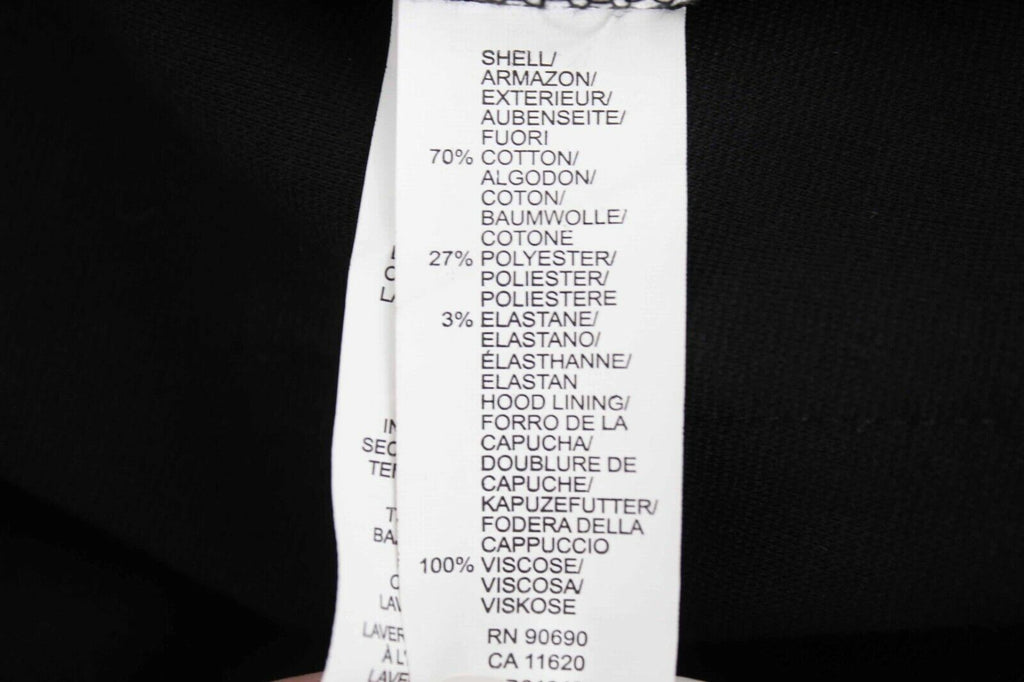 SHELL/
ARMAZON/
EXTERIEUR/
AUBENSEITE/
FUORI
70% COTTON/
ALGODON/
COTON/
BAUMWOLLE/
COTONE
27% POLYESTER/
POLIESTER/
POLIESTERE
3% ELASTANE/
ELASTANO/
ÉLASTHANNE/
ELASTAN
HOOD LINING/
FORRO DE LA
CAPUCHA/
DOUBLURE DE
CAPUCHE/
KAPUZEFUTTER/
FODERA DELLA
CAPPUCCIO
100% VISCOSE/
VISCOSA/
VISKOSE
RN 90690
CA 11620